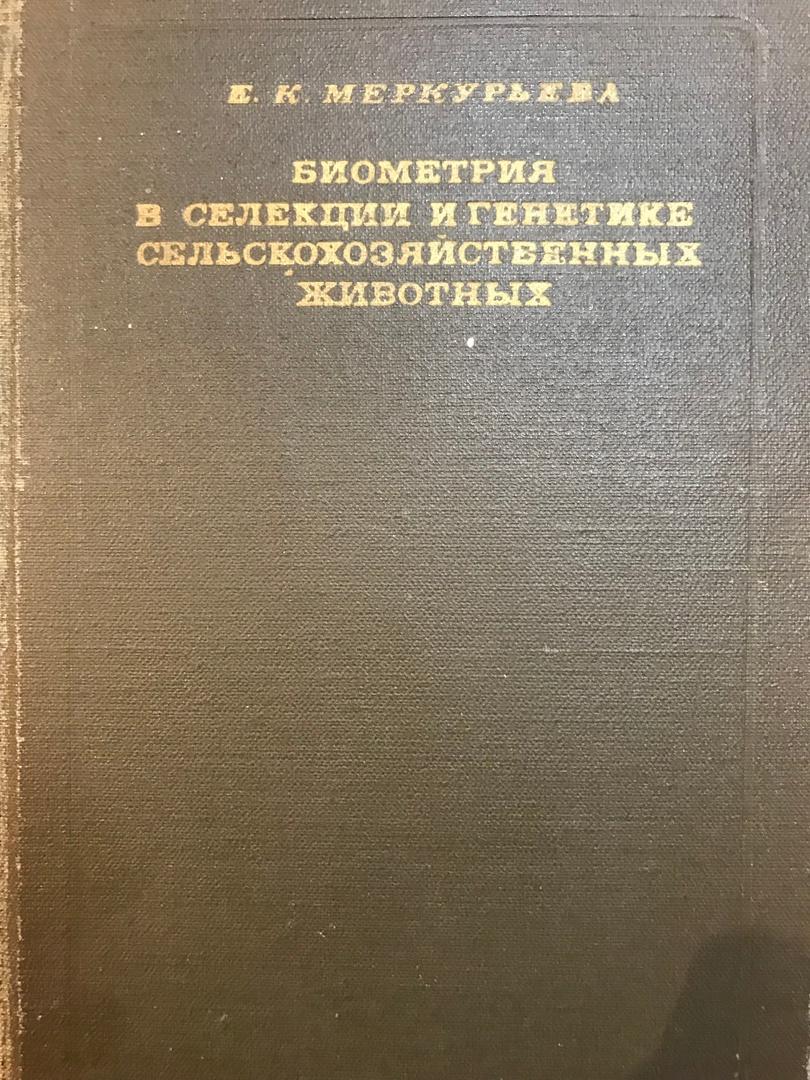 Е. К. МЕРКУРЬЕВА
БИОМЕТРИЯ
В СЕЛЕКЦИИ И ГЕНЕТИКЕ
СЕЛЬСКОХОЗЯЙСТВЕННЫХ
ЖИВОТНЫХ